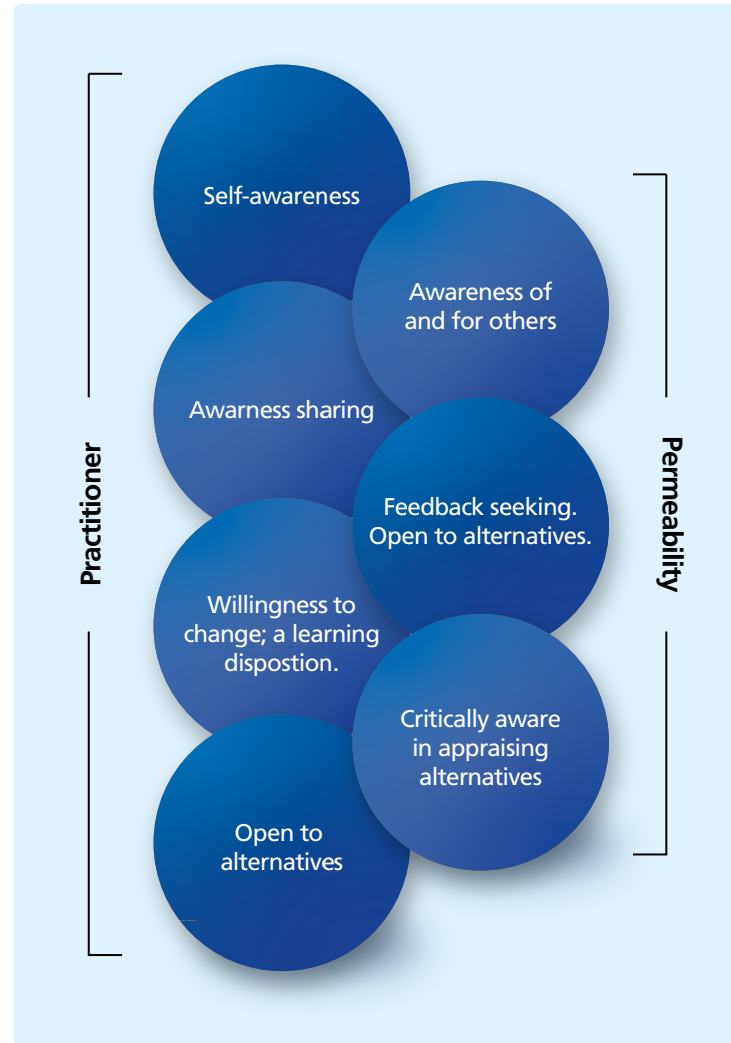 Self-awareness
Awareness of
and for others
Awarness sharing
Feedback seeking.
Open to alternatives.
Willingness to
change; a learning
dispostion.
Critically aware
in appraising
alternatives
Open to
alternatives
Practitioner
Permeability